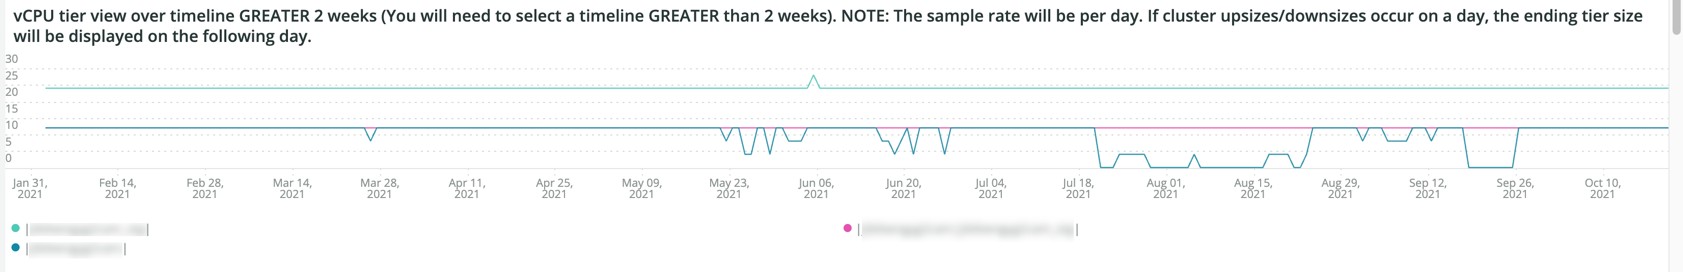 vCPU tier view over timeline GREATER 2 weeks (You will need to select a timeline GREATER than 2 weeks). NOTE: The sample rate will be per day. If cluster upsizes/downsizes occur on a day, the ending tier size
will be displayed on the following day.
30
25
20
15
10
5
0
Jan 31, 2021
Feb 14, 2021
Feb 28, 2021
Mar 14, 2021
Mar 28, 2021
Apr 11, 2021
Apr 25, 2021
May 09, 2021
May 23, 2021
Jun 06, 2021
Jun 20, 2021
Jul 04, 2021
Jul 18, 2021
Aug 01, 2021
Aug 15, 2021
Aug 29, 2021
Sep 12, 2021
Sep 26, 2021
Oct 10, 2021